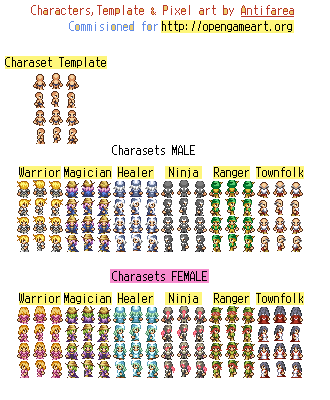 Characters,Template & Pixel art by Antifarea
Commisioned for http://opengameart.org
Charaset Template
Charasets MALE
Warrior Magician Healer Ninja Ranger Townfolk
Charasets FEMALE
Warrior Magician Healer Ninja Ranger Townfolk